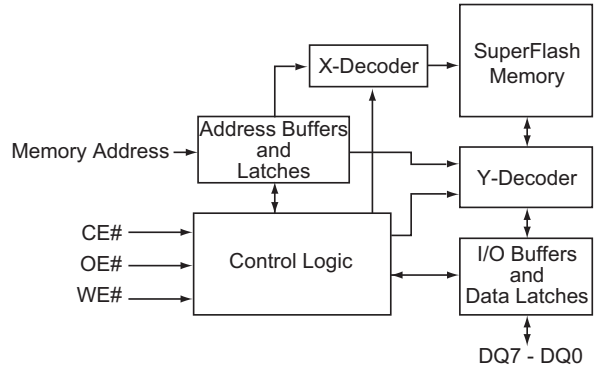 SuperFlash
Memory
X-Decoder
Address Buffers
and
Latches
Memory Address
Y-Decoder
CE#
OE#
WE#
Control Logic
I/O Buffers
and
Data Latches
DQ7 - DQ0